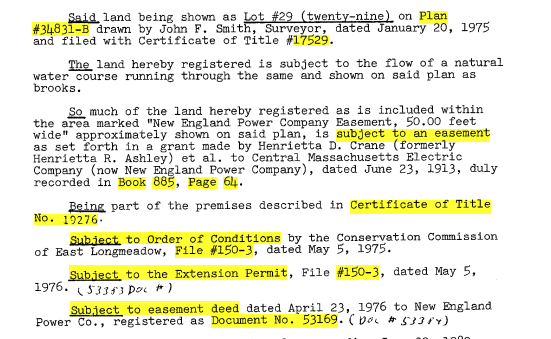 Said land being shown as Lot #29 (twenty-nine) on Plan
#34831-B drawn by John F. Smith, Surveyor, dated January 20, 1975
and filed with Certificate of Title #17529.
The land hereby registered is subject to the flow of a natural
water course running through the same and shown on said plan as
brooks.
So much of the land hereby registered as is included within
the area marked "New England Power Company Easement, 50.00 feet
wide" approximately shown on said plan, is subject to an easement
as set forth in a grant made by Henrietta D. Crane (formerly
Henrietta R. Ashley) et al. to Central Massachusetts Electric
Company (now New England Power Company), dated June 23, 1913, duly
recorded in Book 885, Page 64.
Being part of the premises described in Certificate of Title
No. 19276.
Subject to Order of Conditions by the Conservation Commission
of East Longmeadow, File #150-3, dated May 5, 1975.
Subject to the Extension Permit, File #150-3, dated May 5,
1976. (53383 Doc #)
Subject to easement deed dated April 23, 1976 to New England
Power Co., registered as Document No. 53169. (Doc # 53384)